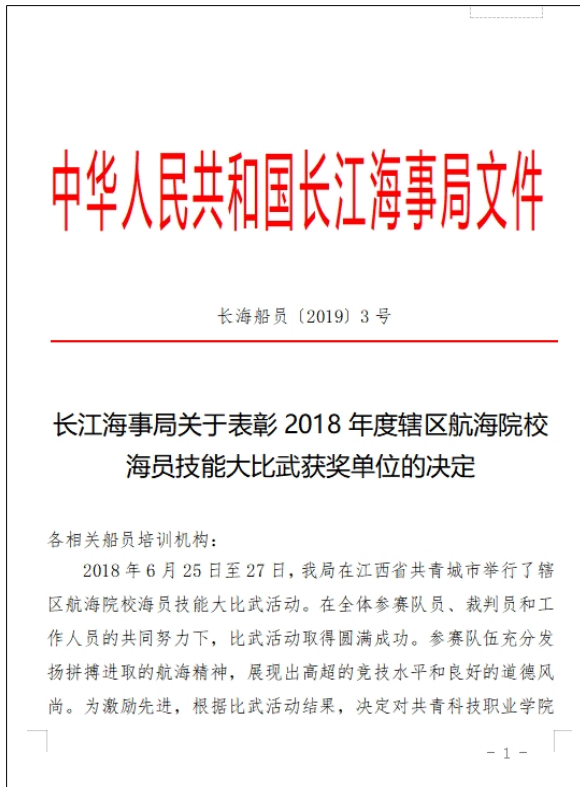 中华人民共和国长江海事局文件
长海船员〔2019〕3 号
长江海事局关于表彰 2018 年度辖区航海院校
海员技能大比武获奖单位的决定
各相关船员培训机构：
2018 年 6 月 25 日至 27 日，我局在江西省共青城市举行了辖
区航海院校海员技能大比武活动。在全体参赛队员、裁判员和工
作人员的共同努力下，比武活动取得圆满成功。参赛队伍充分发
扬拼搏进取的航海精神，展现出高超的竞技水平和良好的道德风
尚。为激励先进，根据比武活动结果，决定对共青科技职业学院
- 1 -